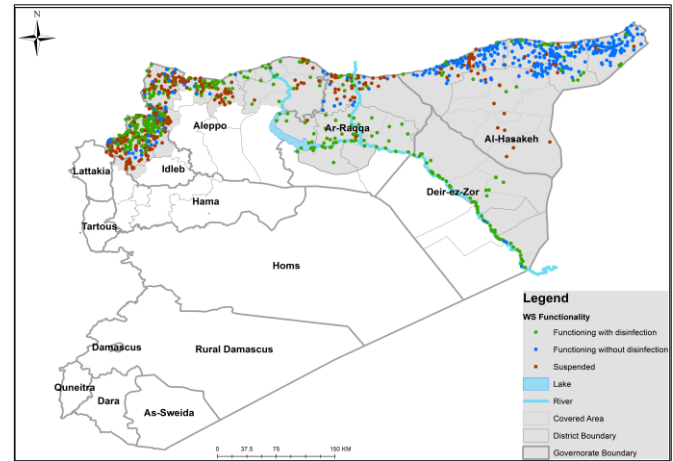 N
Aleppo
Ar-Raqqa
Al-Hasakeh
Lattakia
Idleb
Deir-ez-Zor
Hama
Tartous
Homs
Damascus
Rural Damascus
Quneitra
Dara
As-Sweida
0 37.5 75 150 KM
Legend
WS Functionality
Functioning with disinfection
Functioning without disinfection
Suspended
Lake
River
Covered Area
District Boundary
Governorate Boundary